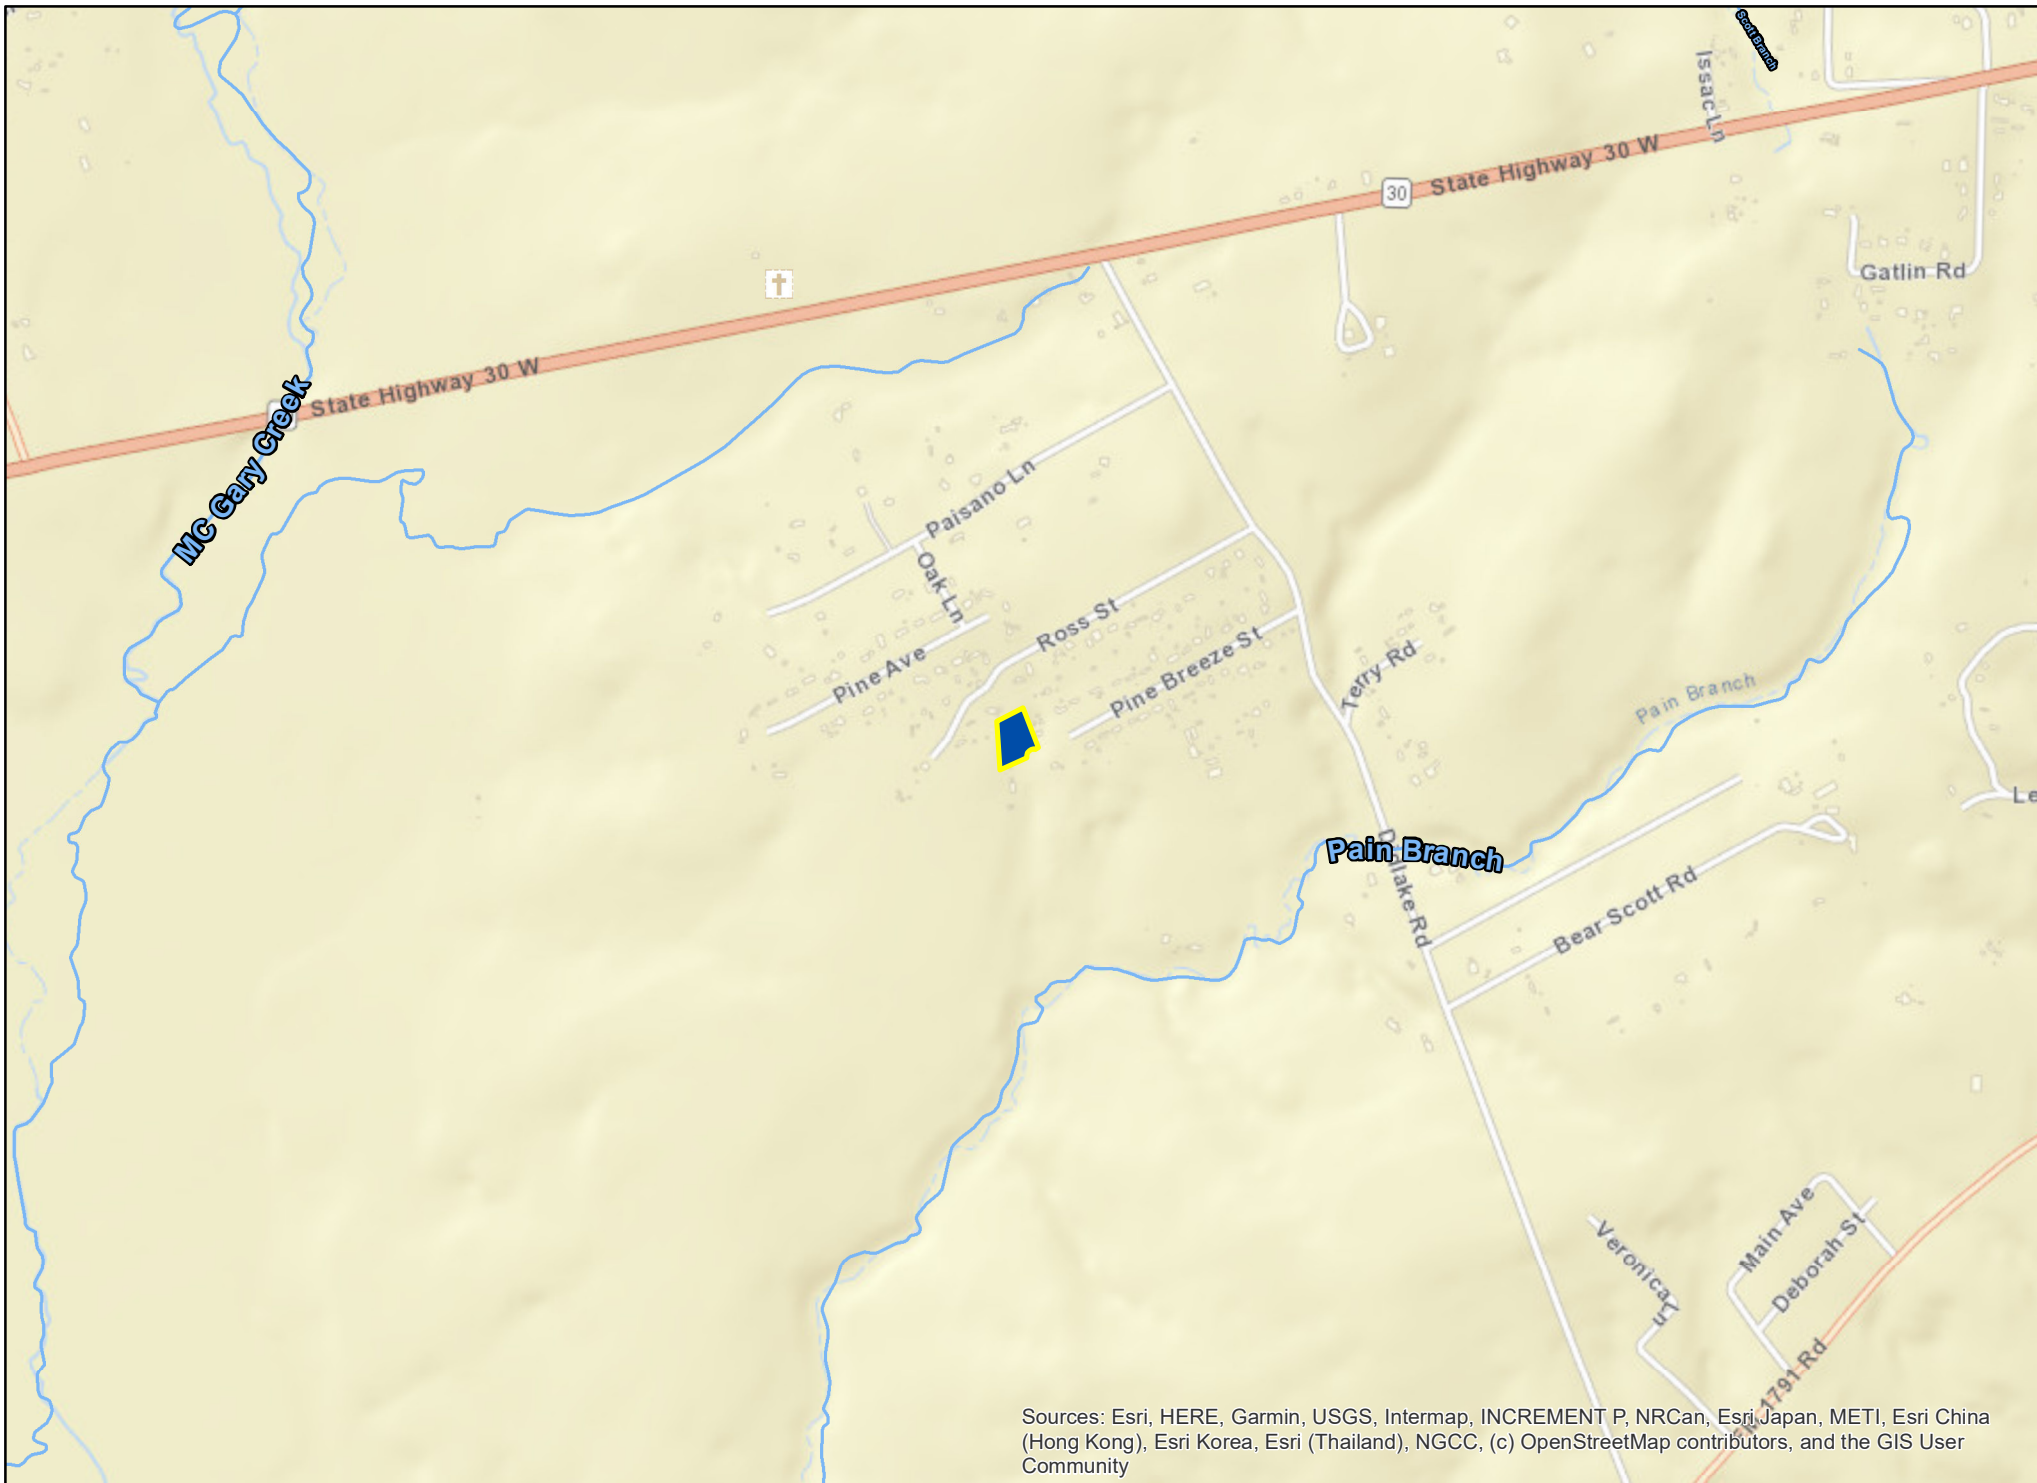 Scott Branch
Issac Ln
30
State Highway 30 W
Gatlin Rd
State Highway 30 W
MC Gary Creek
Paisano Ln
Oak Ln
Ross St
Pine Ave
Pine Breeze St
Terry Rd
Pain Branch
Le
Pain Branch
Bear Scott Rd
Main Ave
Deborah St
Veronica Ln
1791 Rd
Sources: Esri, HERE, Garmin, USGS, Intermap, INCREMENT P, NRCan, Esri Japan, METI, Esri China
(Hong Kong), Esri Korea, Esri (Thailand), NGCC, (c) OpenStreetMap contributors, and the GIS User
Community